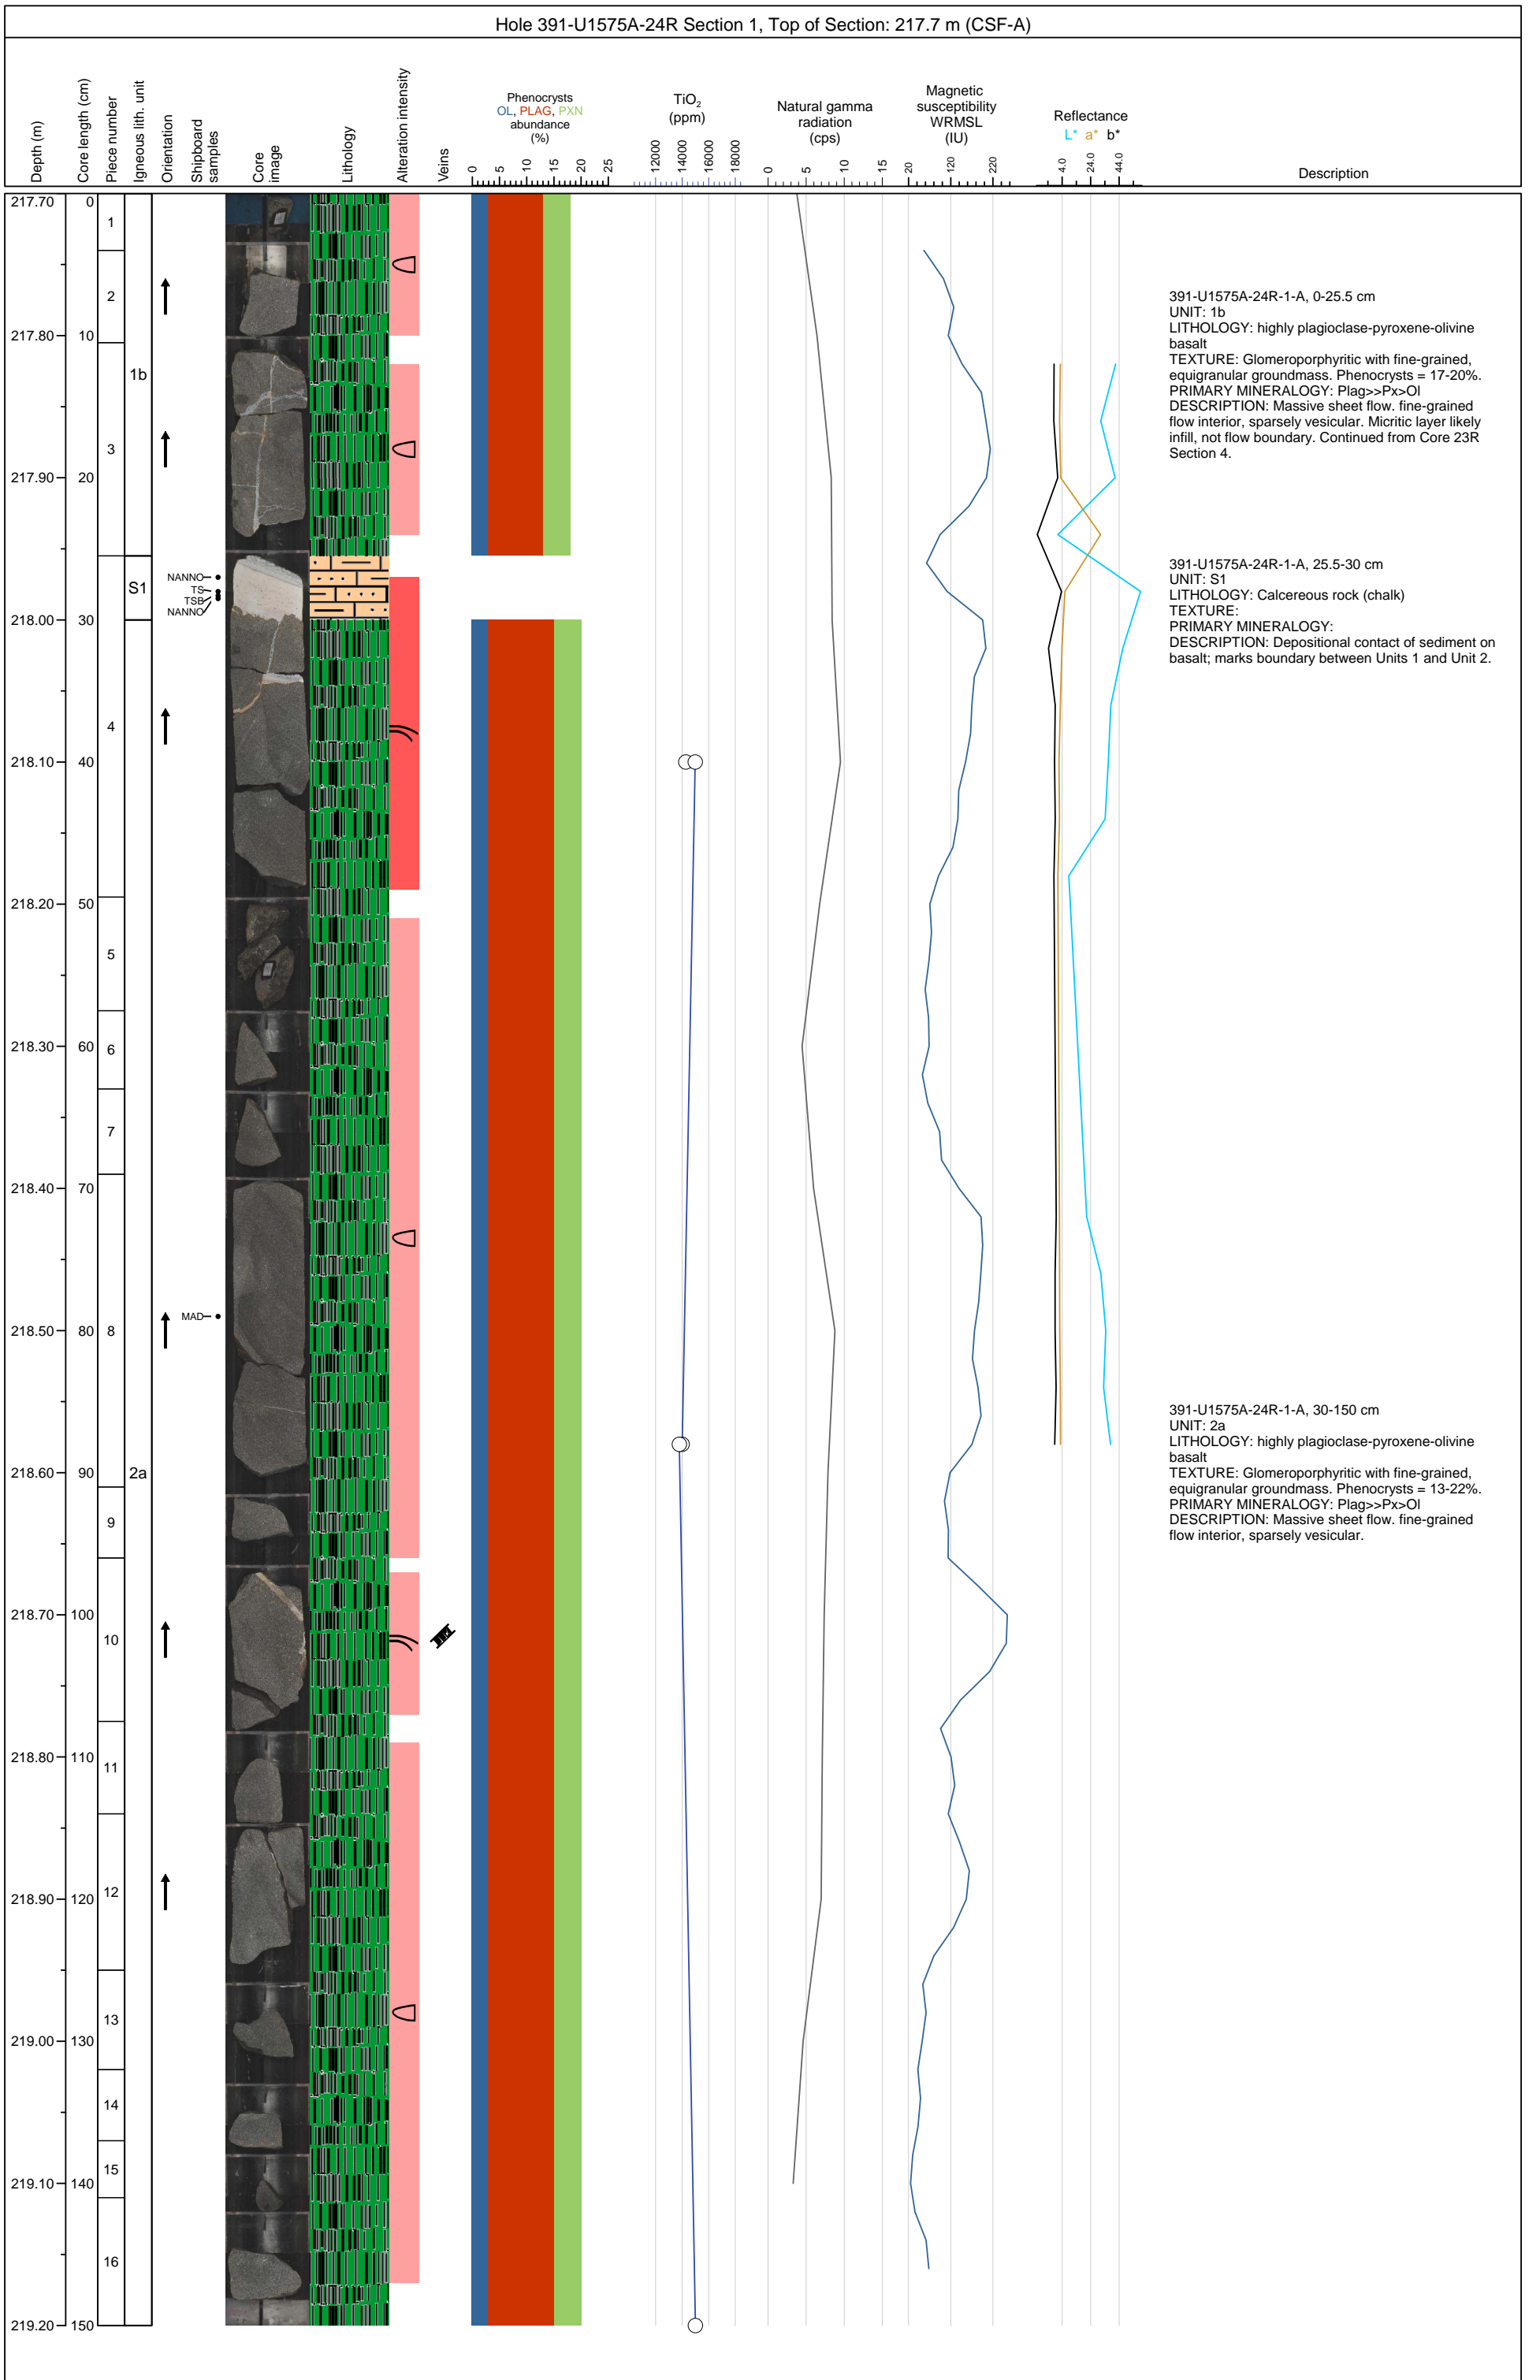 Hole 391-U1575A-24R Section 1, Top of Section: 217.7 m (CSF-A)
Depth (m)
Core length (cm)
Piece number
Igneous lith. unit
Orientation
Shipboard
samples
Core
image
Lithology
Alteration intensity
Veins
Phenocrysts
OL, PLAG, PXN
abundance
(%)
0 5 10 15 20 25
TiO₂
(ppm)
12000 14000 16000 18000
Natural gamma
radiation
(cps)
0 5 10 15
Magnetic
susceptibility
WRMSL
(IU)
20 120 220
Reflectance
L* a* b*
4.0 24.0 44.0
Description
217.70 0
1
2
217.80 10
1b
3
217.90 20
NANNO
S1
TS
TSB
NANNO
218.00 30
4
218.10 40
218.20 50
5
218.30 60
6
7
218.40 70
MAD
218.50 80
8
218.60 90
2a
9
218.70 100
10
218.80 110
11
12
218.90 120
13
219.00 130
14
15
219.10 140
16
219.20 150
391-U1575A-24R-1-A, 0-25.5 cm
UNIT: 1b
LITHOLOGY: highly plagioclase-pyroxene-olivine
basalt
TEXTURE: Glomeroporphyritic with fine-grained,
equigranular groundmass. Phenocrysts = 17-20%.
PRIMARY MINERALOGY: Plag>>Px>Ol
DESCRIPTION: Massive sheet flow. fine-grained
flow interior, sparsely vesicular. Micritic layer likely
infill, not flow boundary. Continued from Core 23R
Section 4.
391-U1575A-24R-1-A, 25.5-30 cm
UNIT: S1
LITHOLOGY: Calcereous rock (chalk)
TEXTURE:
PRIMARY MINERALOGY:
DESCRIPTION: Depositional contact of sediment on
basalt; marks boundary between Units 1 and Unit 2.
391-U1575A-24R-1-A, 30-150 cm
UNIT: 2a
LITHOLOGY: highly plagioclase-pyroxene-olivine
basalt
TEXTURE: Glomeroporphyritic with fine-grained,
equigranular groundmass. Phenocrysts = 13-22%.
PRIMARY MINERALOGY: Plag>>Px>Ol
DESCRIPTION: Massive sheet flow. fine-grained
flow interior, sparsely vesicular.